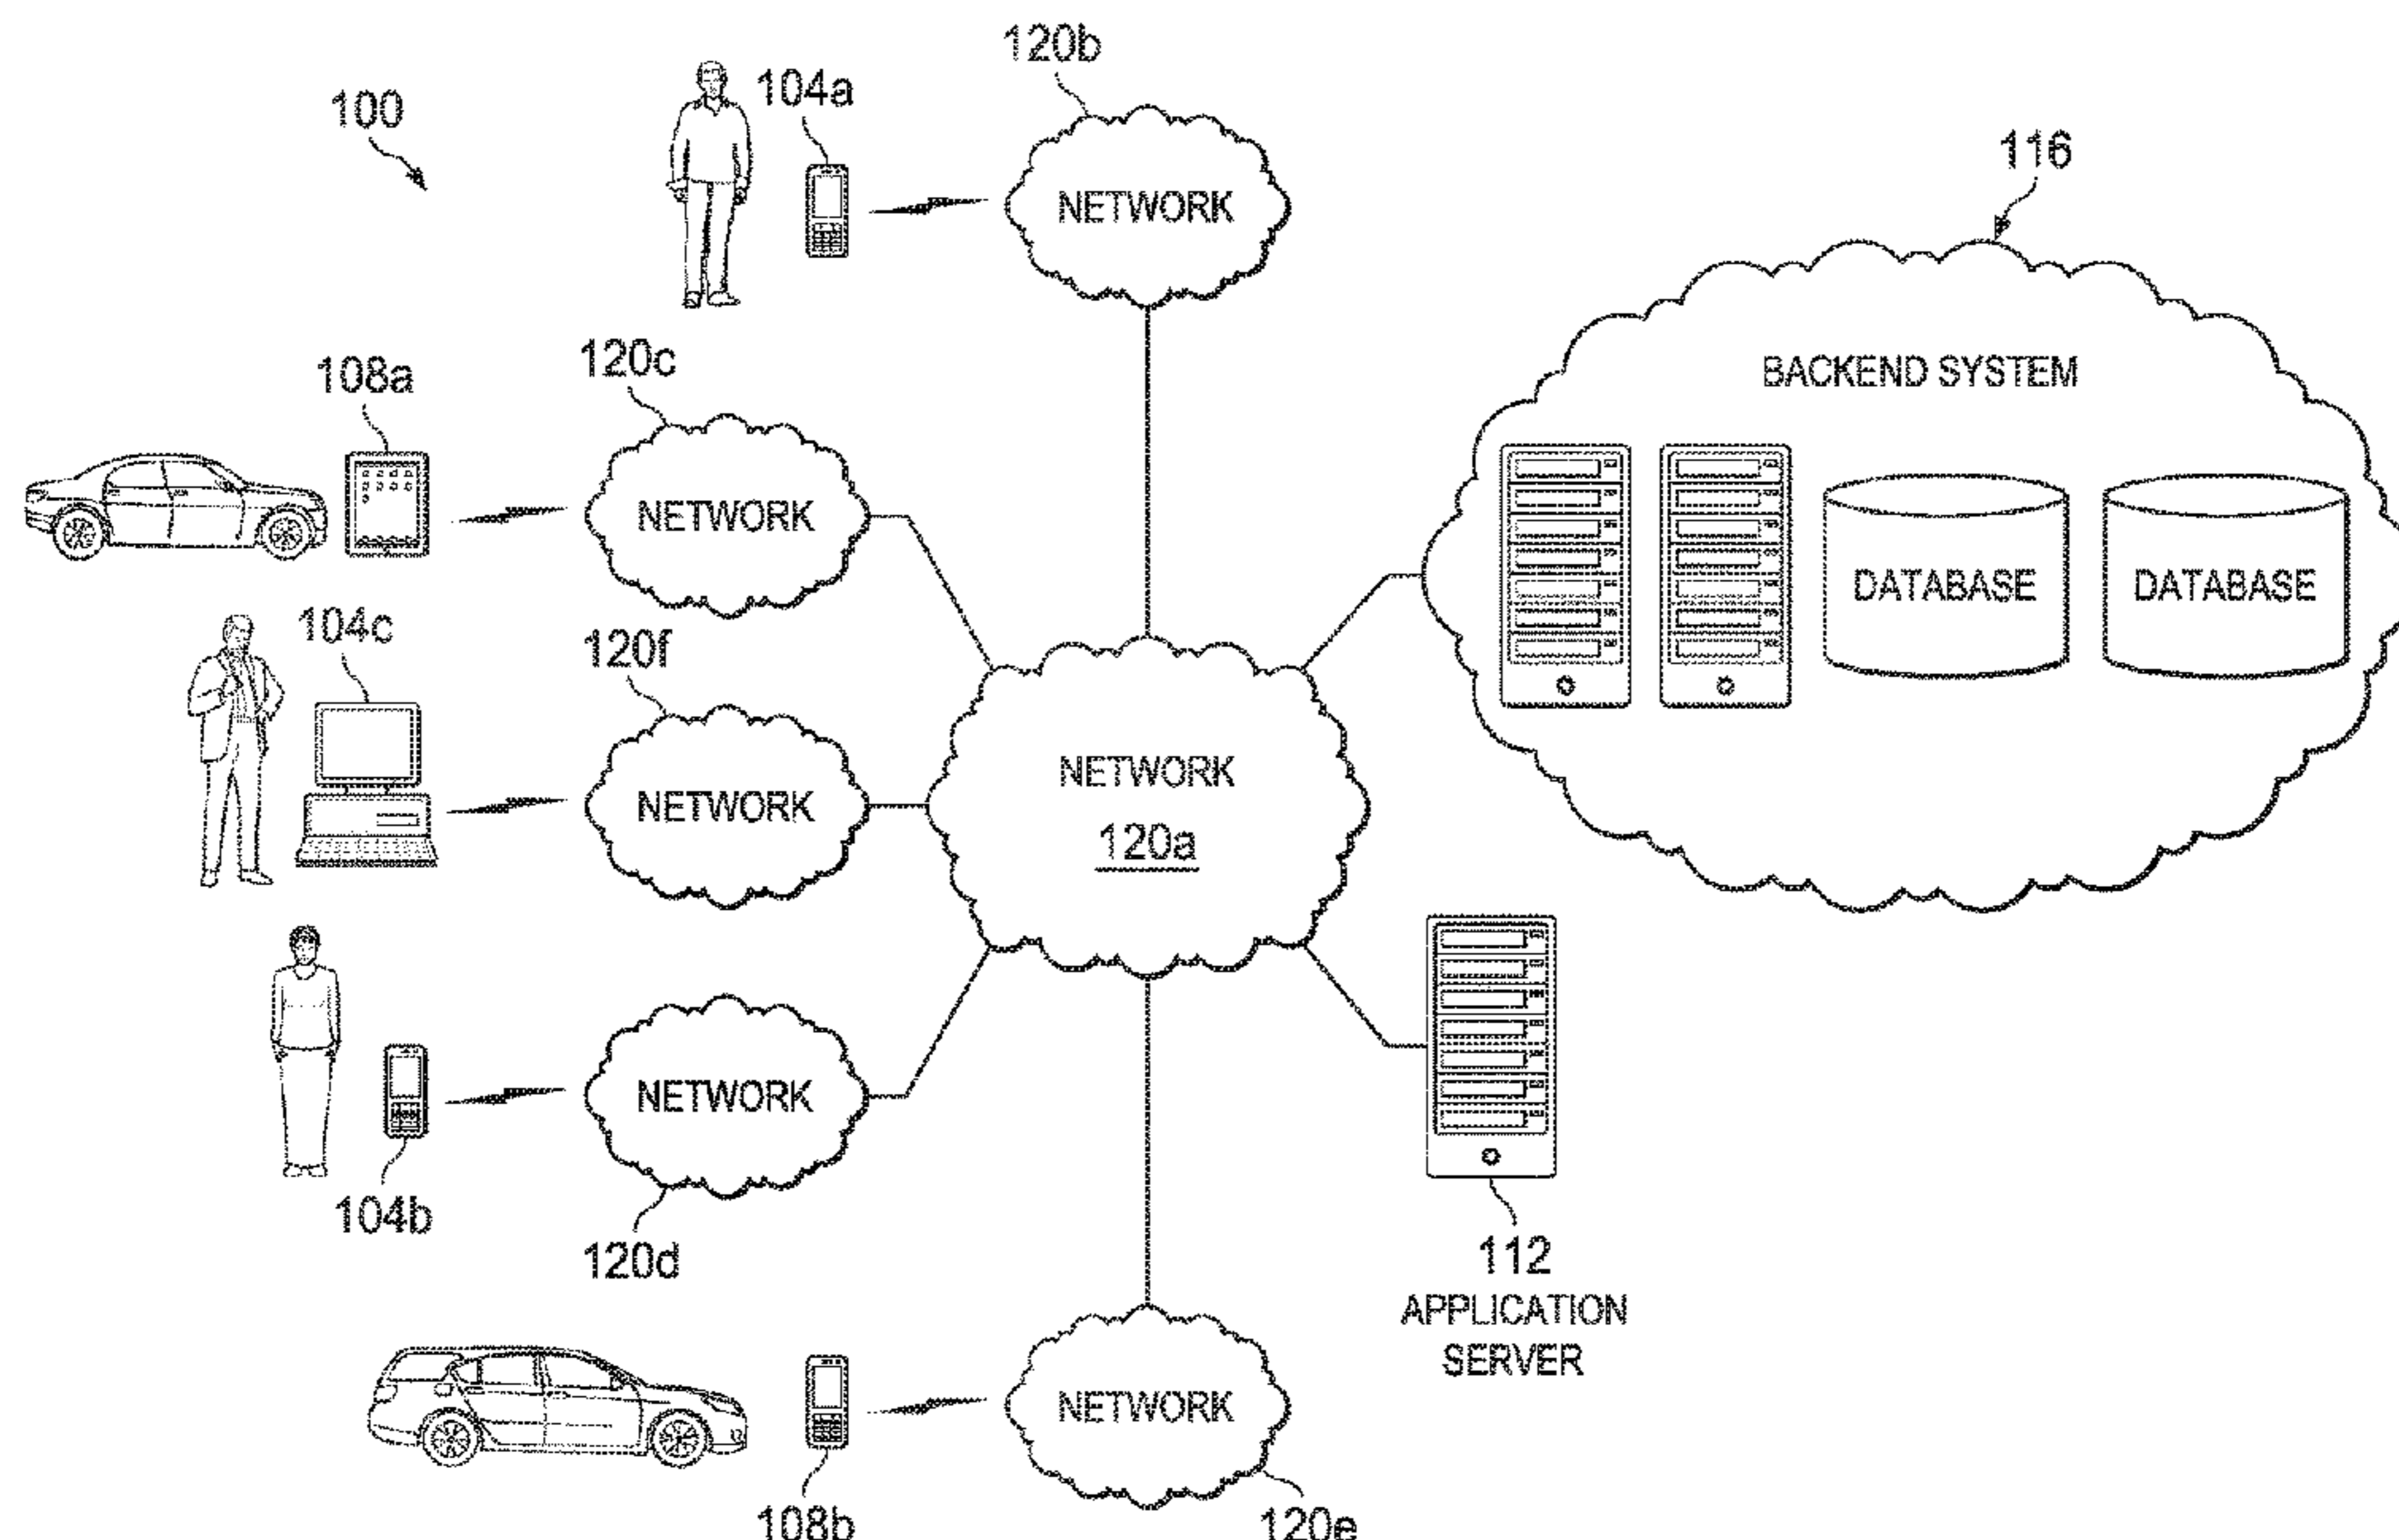 120b
104a
100
116
NETWORK
120c
108a
BACKEND SYSTEM
NETWORK
DATABASE
DATABASE
104c
120f
NETWORK
NETWORK
120a
NETWORK
104b
120d
112
APPLICATION
SERVER
NETWORK
108b
120e